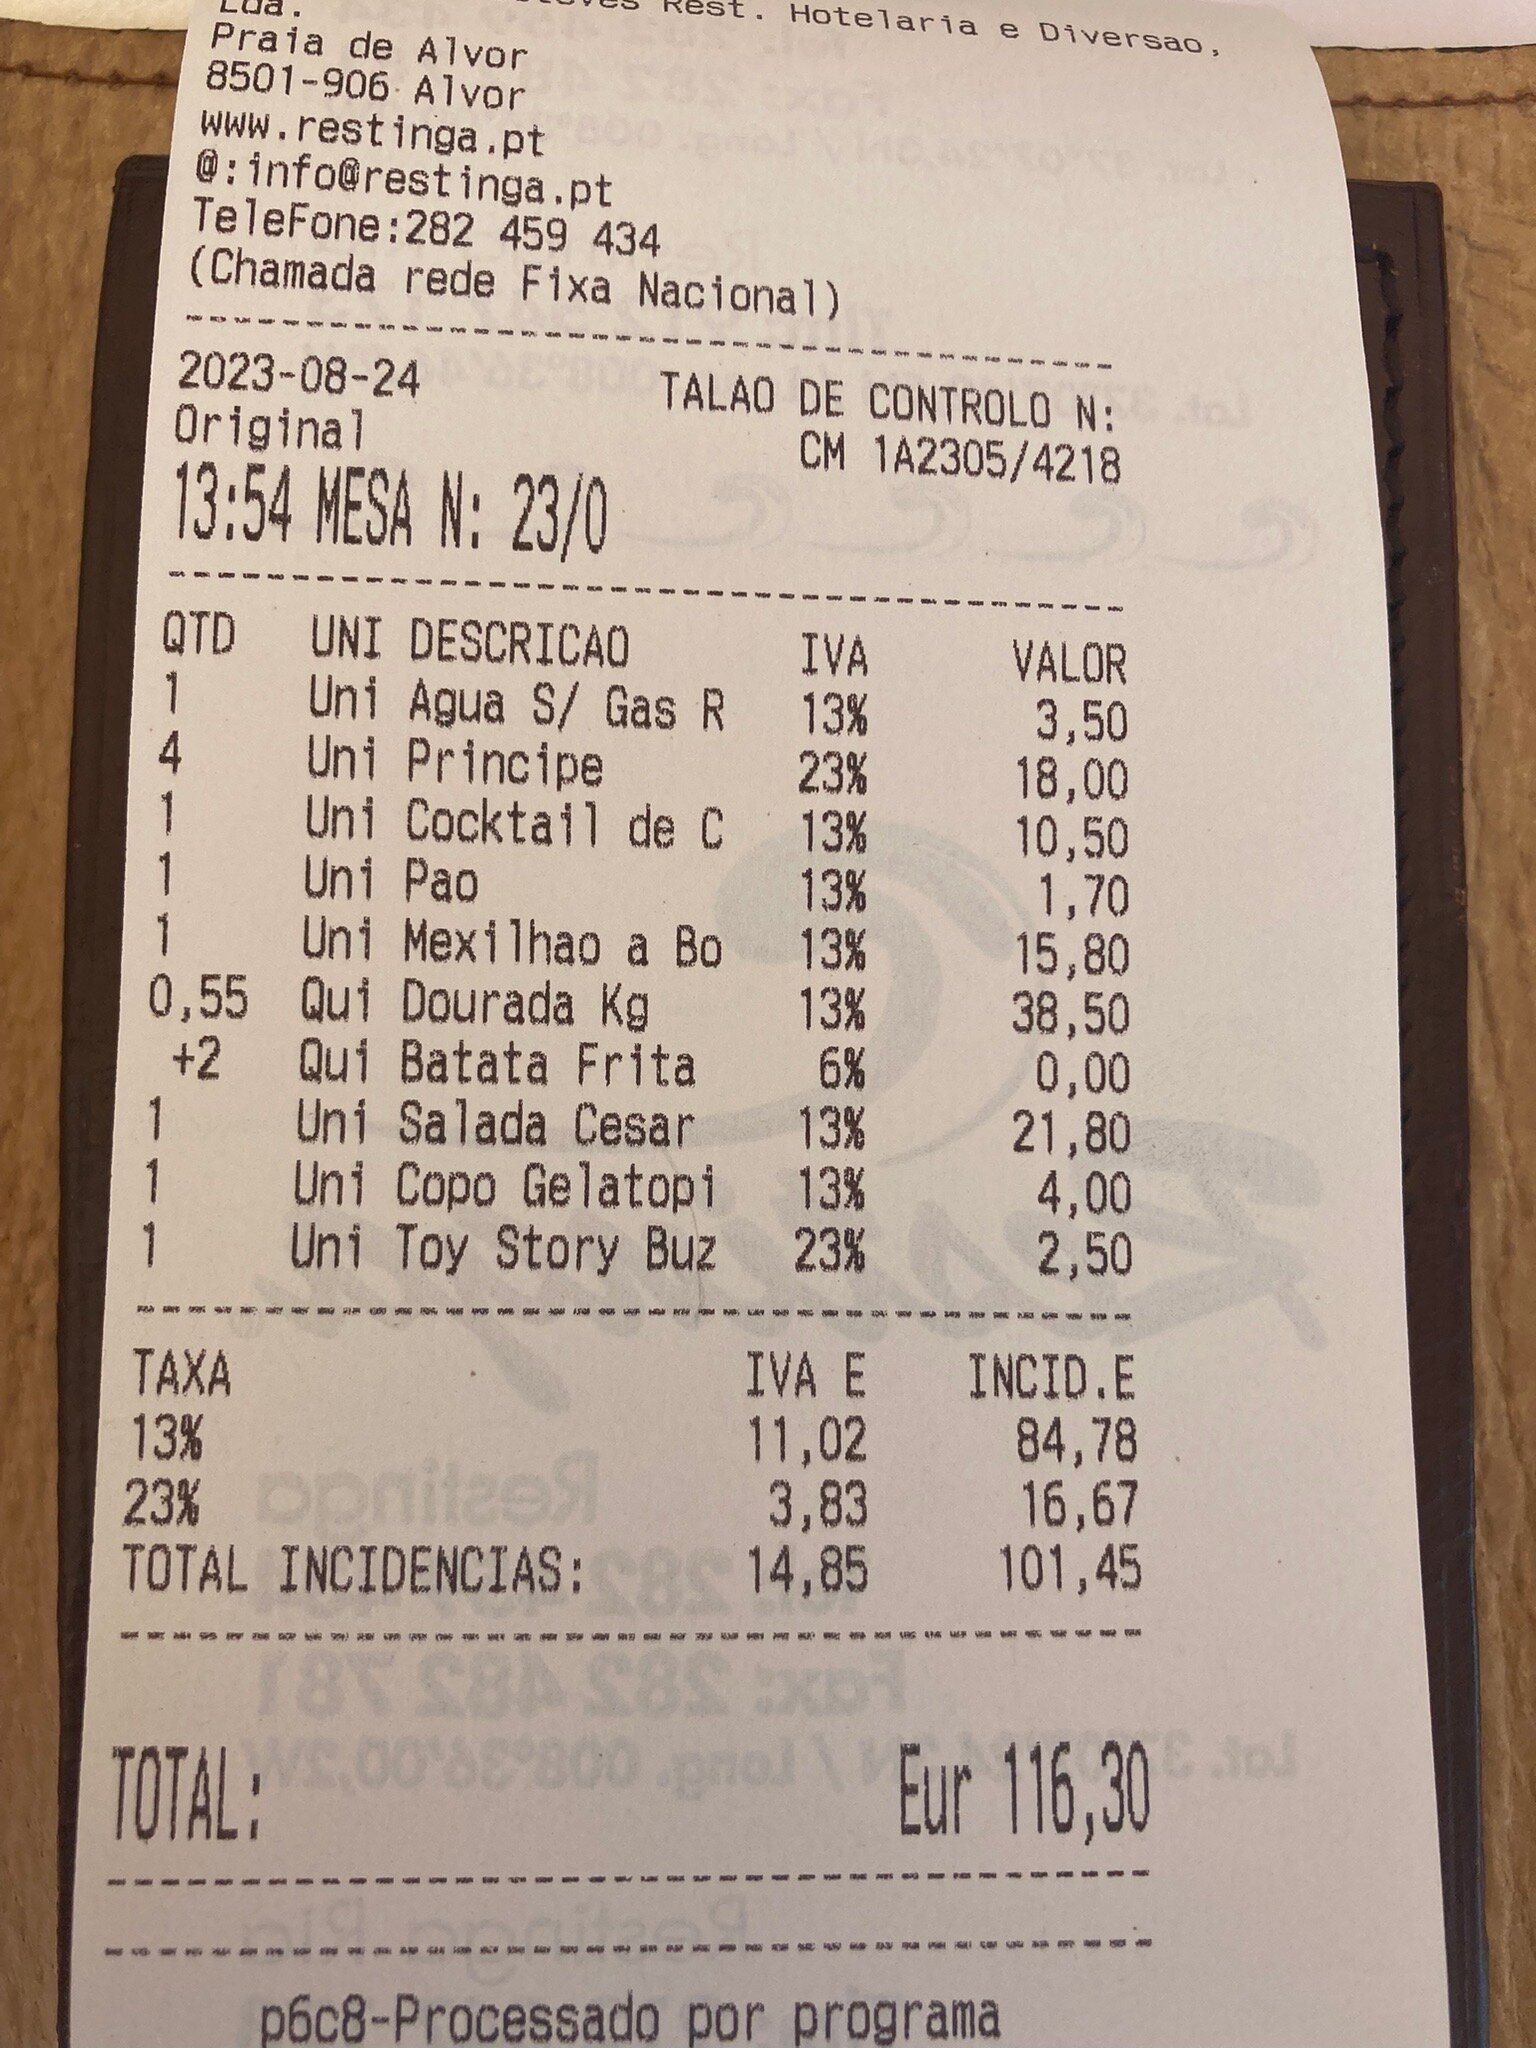 Lda. Rest. Hotelaria e Diversao,
Praia de Alvor
8501-906 Alvor
www.restinga.pt
@:info@restinga.pt
Telefone:282 459 434
(Chamada rede Fixa Nacional)
2023-08-24 TALAO DE CONTROLO N:
Original CM 1A2305/4218
13:54 MESA N: 23/0
QTD UNI DESCRICAO IVA VALOR
1 Uni Agua S/ Gas R 13% 3,50
4 Uni Principe 23% 18,00
1 Uni Cocktail de C 13% 10,50
1 Uni Pao 13% 1,70
1 Uni Mexilhao a Bo 13% 15,80
0,55 Qui Dourada Kg 13% 38,50
+2 Qui Batata Frita 6% 0,00
1 Uni Salada Cesar 13% 21,80
1 Uni Copo Gelatopi 13% 4,00
1 Uni Toy Story Buz 23% 2,50
TAXA IVA E INCID.E
13% 11,02 84,78
23% 3,83 16,67
TOTAL INCIDENCIAS: 14,85 101,45
TOTAL: Eur 116,30
p6c8-Processado por programa